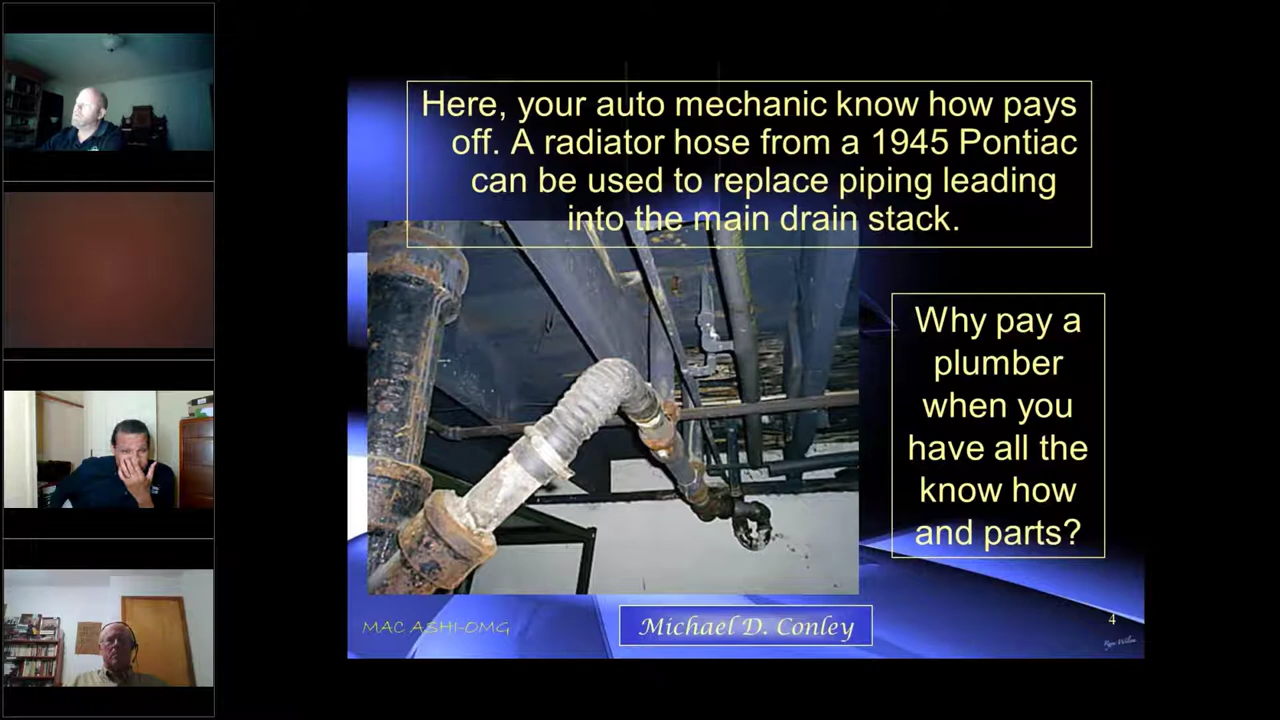 Here, your auto mechanic know how pays
off. A radiator hose from a 1945 Pontiac
can be used to replace piping leading
into the main drain stack.
Why pay a
plumber
when you
have all the
know how
and parts?
MAC ASHI-OMG
Michael D. Conley
4